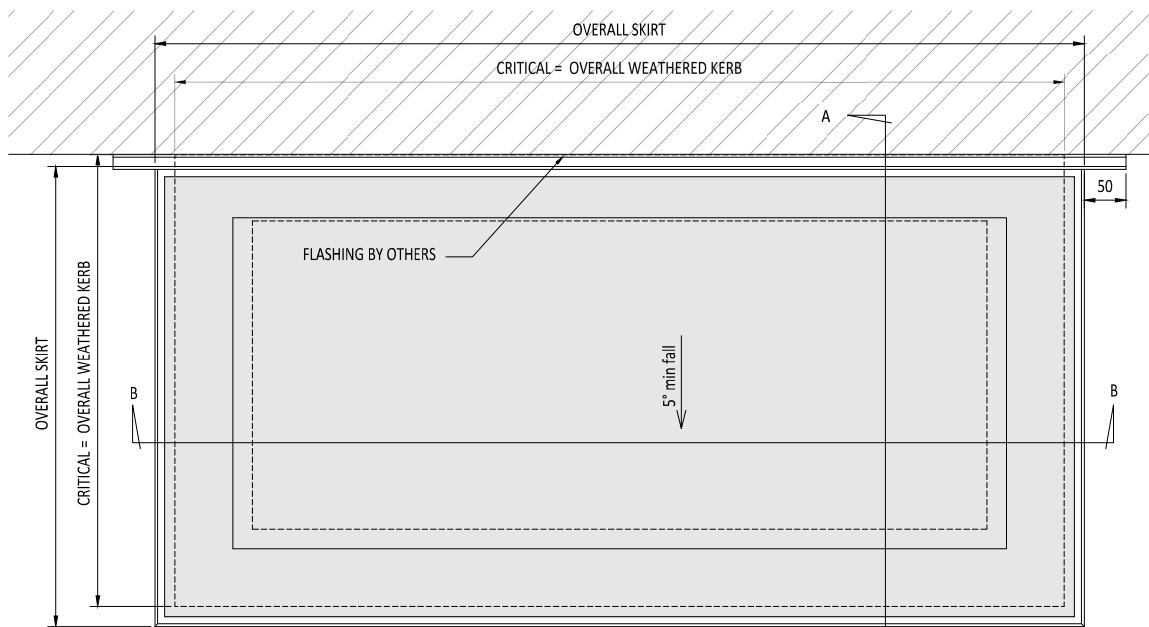 OVERALL SKIRT
CRITICAL = OVERALL WEATHERED KERB
A
50
FLASHING BY OTHERS
OVERALL SKIRT
CRITICAL = OVERALL WEATHERED KERB
5° min fall
B
B